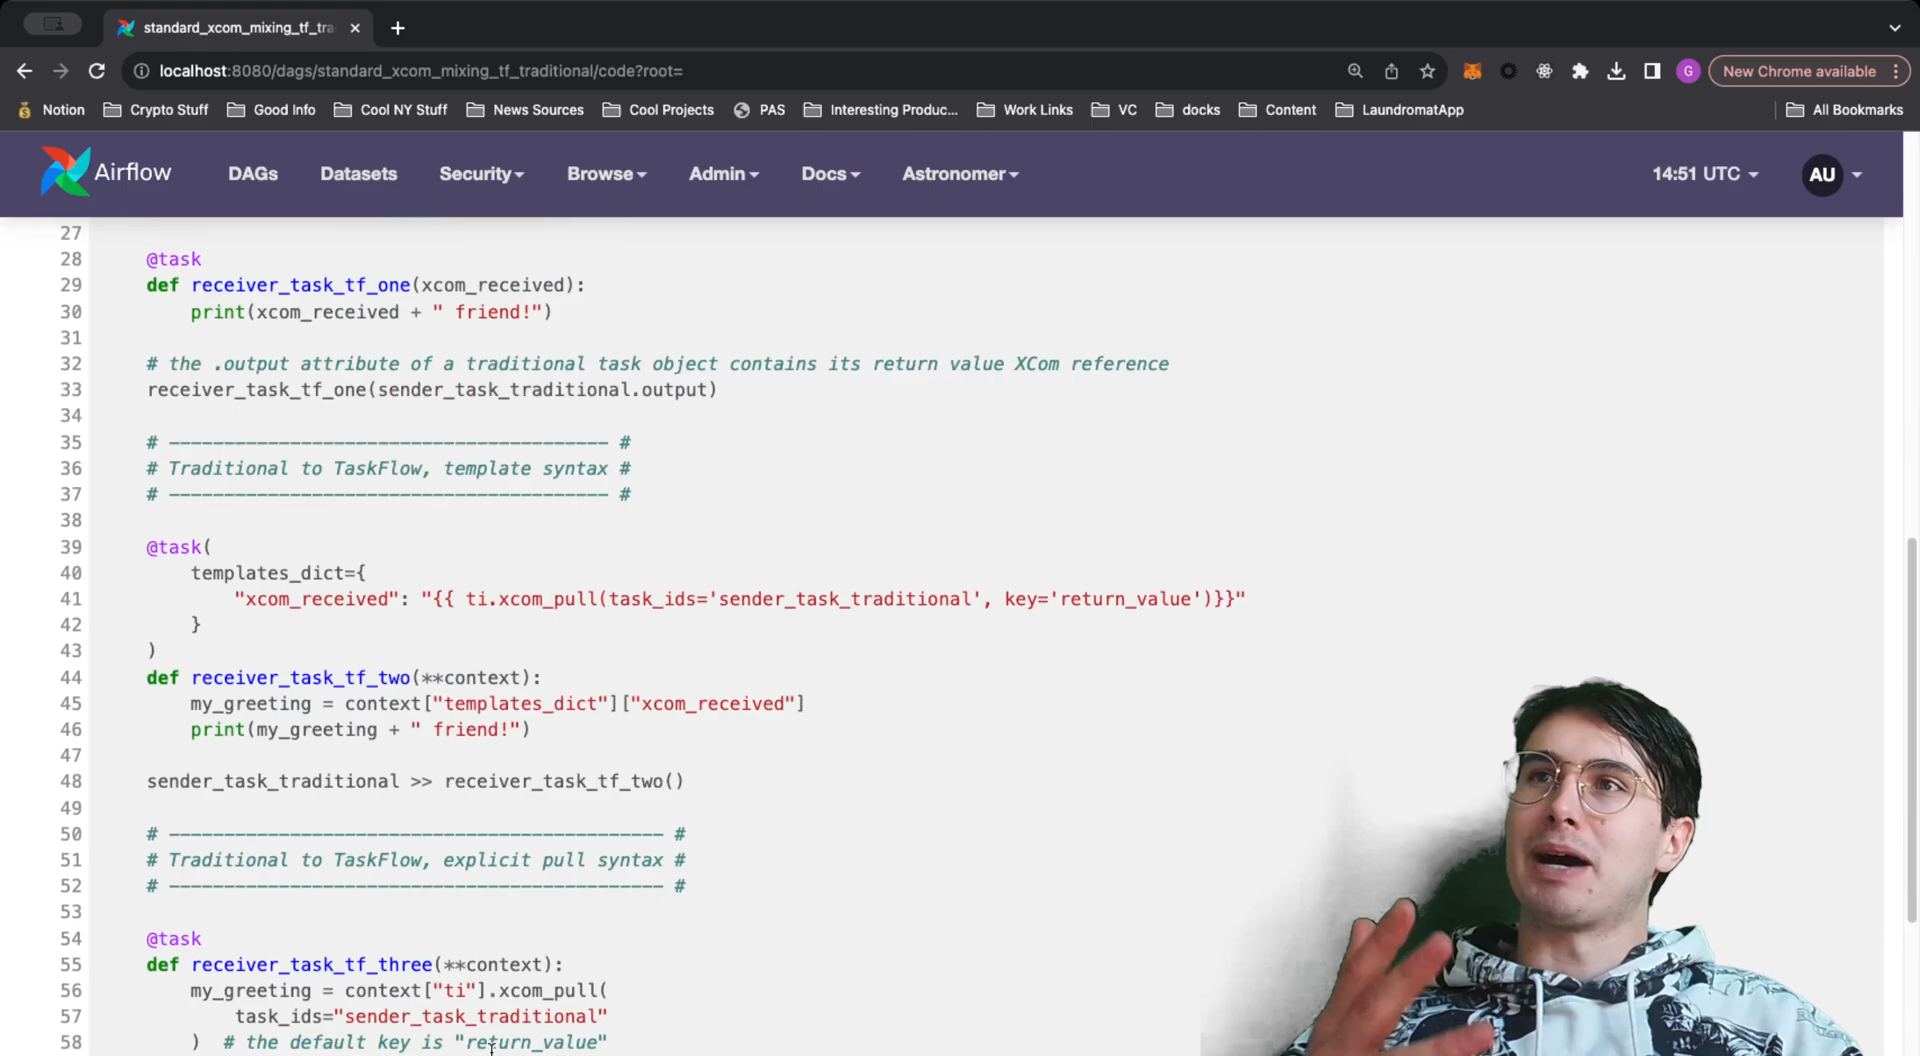 standard_xcom_mixing_tf_tra
localhost:8080/dags/standard_xcom_mixing_tf_traditional/code?root=
G
New Chrome available
Notion Crypto Stuff Good Info Cool NY Stuff News Sources Cool Projects PAS Interesting Produc... Work Links VC docks Content LaundromatApp All Bookmarks
Airflow DAGs Datasets Security Browse Admin Docs Astronomer 14:51 UTC AU
27
28 @task
29 def receiver_task_tf_one(xcom_received):
30 print(xcom_received + " friend!")
31
32 # the .output attribute of a traditional task object contains its return value XCom reference
33 receiver_task_tf_one(sender_task_traditional.output)
34
35 # ---------------------------------------- #
36 # Traditional to TaskFlow, template syntax #
37 # ---------------------------------------- #
38
39 @task(
40 templates_dict={
41 "xcom_received": "{{ ti.xcom_pull(task_ids='sender_task_traditional', key='return_value')}}"
42 }
43 )
44 def receiver_task_tf_two(**context):
45 my_greeting = context["templates_dict"]["xcom_received"]
46 print(my_greeting + " friend!")
47
48 sender_task_traditional >> receiver_task_tf_two()
49
50 # --------------------------------------------- #
51 # Traditional to TaskFlow, explicit pull syntax #
52 # --------------------------------------------- #
53
54 @task
55 def receiver_task_tf_three(**context):
56 my_greeting = context["ti"].xcom_pull(
57 task_ids="sender_task_traditional"
58 ) # the default key is "return_value"